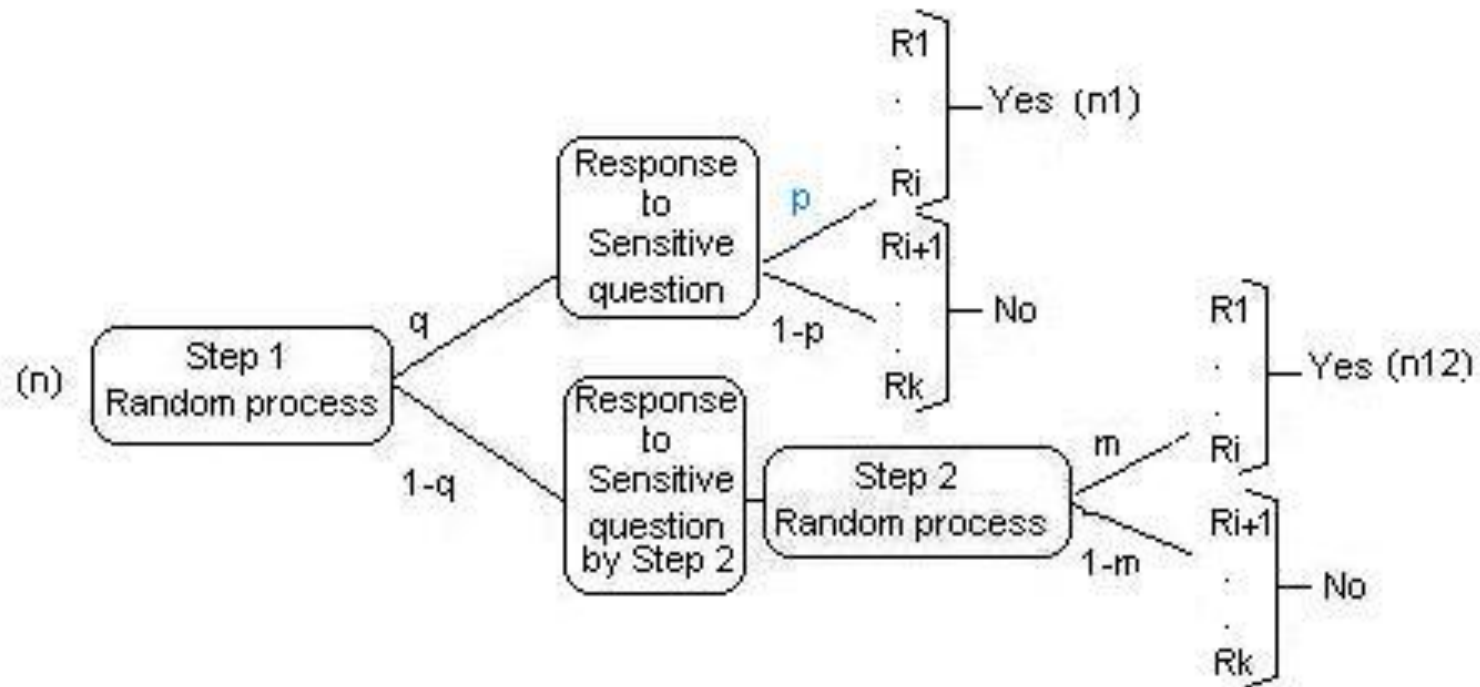 (n)
Step 1
Random process
q
1-q
Response
to
Sensitive
question
p
1-p
R1
.
.
Ri
Yes (n1)
Ri+1
.
.
Rk
No
Response
to
Sensitive
question
by Step 2
Step 2
Random process
m
1-m
R1
.
.
Ri
Yes (n12)
Ri+1
.
.
Rk
No